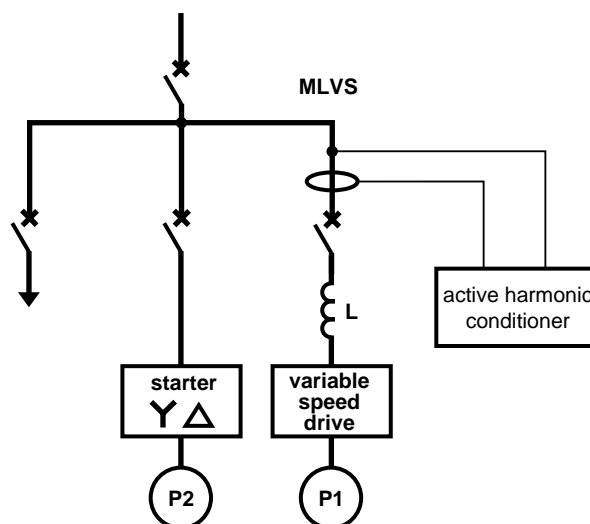 MLVS
L
active harmonic
conditioner
starter
variable
speed
drive
P2
P1